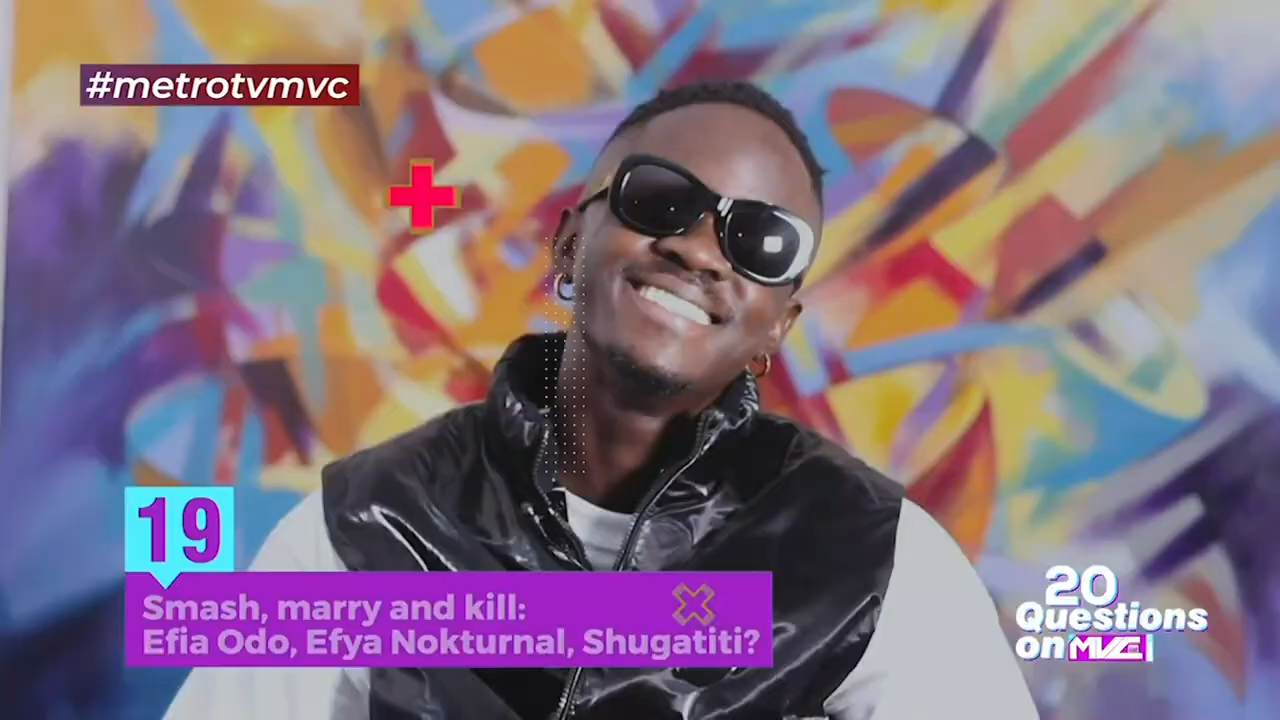 #metrotvmvc
19
Smash, marry and kill:
Efia Odo, Efya Nokturnal, Shugatiti?
20
Questions
on MVC